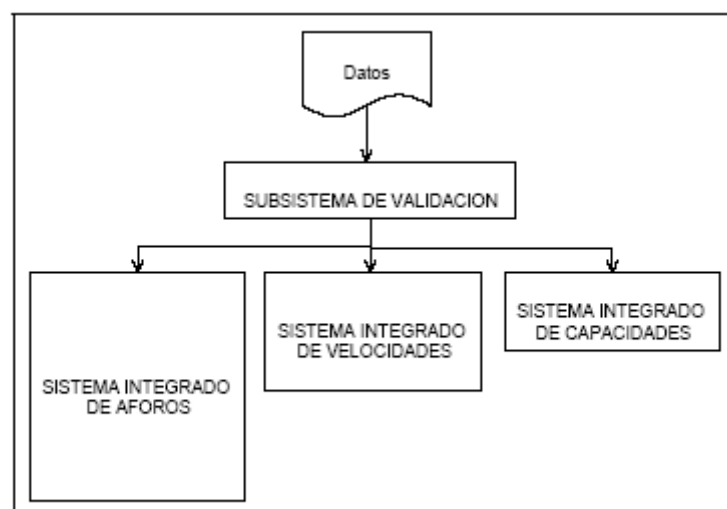 Datos
SUBSISTEMA DE VALIDACION
SISTEMA INTEGRADO
DE AFOROS
SISTEMA INTEGRADO
DE VELOCIDADES
SISTEMA INTEGRADO
DE CAPACIDADES